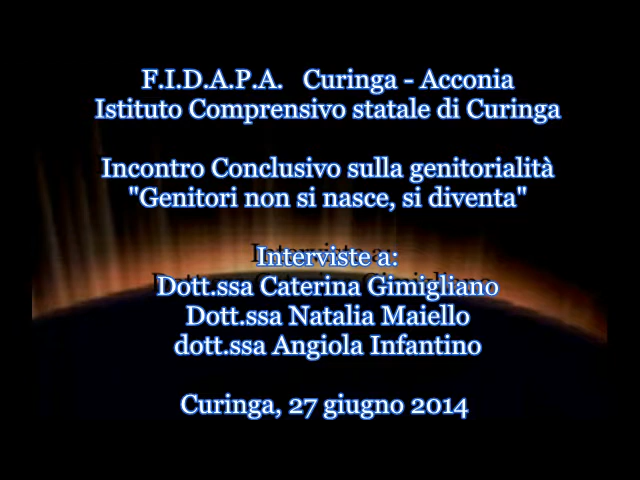 F.I.D.A.P.A. Curinga - Acconia
Istituto Comprensivo statale di Curinga
Incontro Conclusivo sulla genitorialità
"Genitori non si nasce, si diventa"
Interviste a:
Dott.ssa Caterina Gimigliano
Dott.ssa Natalia Maiello
dott.ssa Angiola Infantino
Curinga, 27 giugno 2014